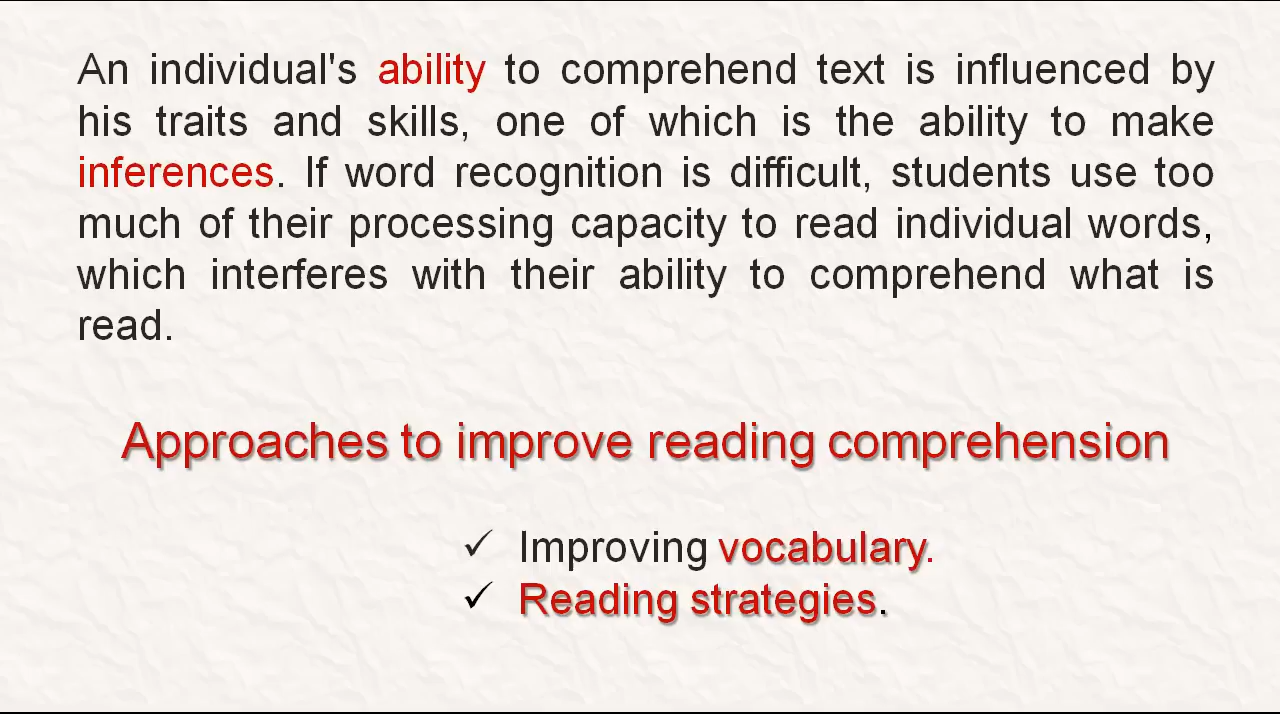 An individual's ability to comprehend text is influenced by
his traits and skills, one of which is the ability to make
inferences. If word recognition is difficult, students use too
much of their processing capacity to read individual words,
which interferes with their ability to comprehend what is
read.
Approaches to improve reading comprehension
✓ Improving vocabulary.
✓ Reading strategies.